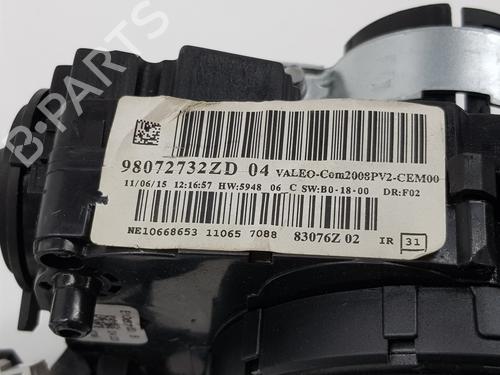 98072732ZD 04 VALEO-Com2008PV2-CEM00
11/06/15 12:16:57 HW:5948 06 C SW:B0-18-00 DR:F02
NE10668653 11065 7088 83076Z 02 IR 31
B-PARTS